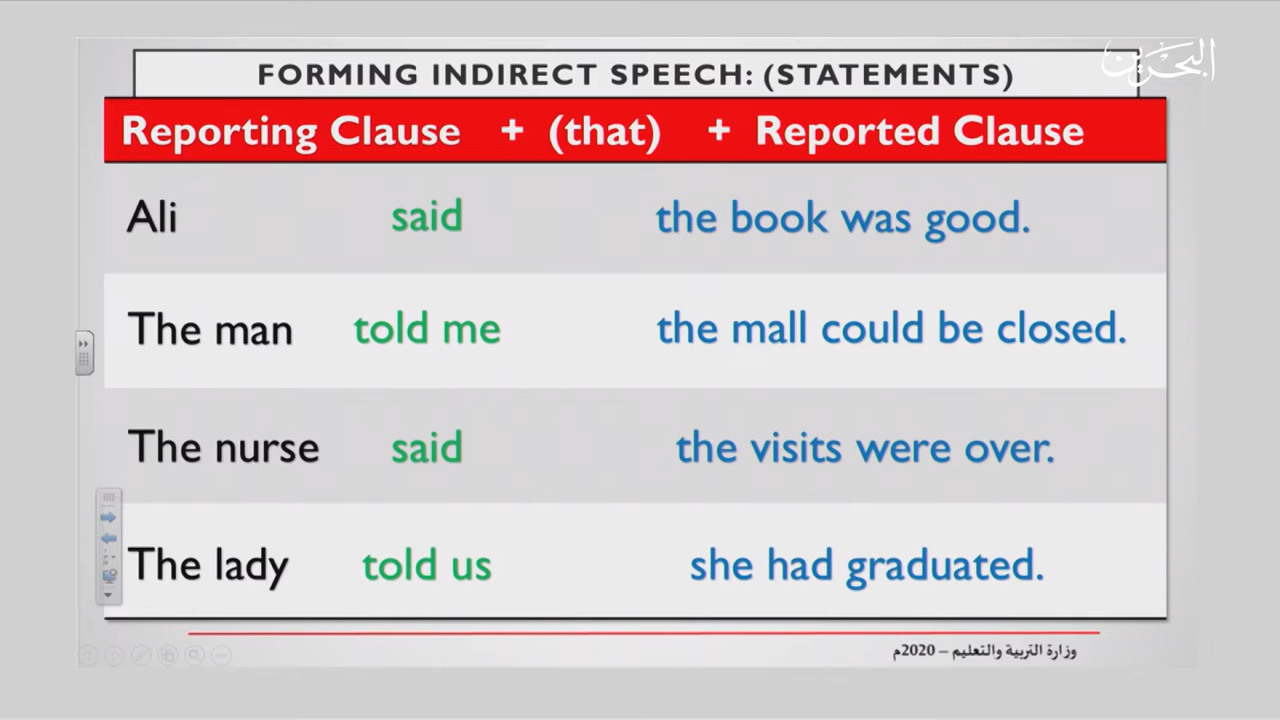 البحرين
FORMING INDIRECT SPEECH: (STATEMENTS)
Reporting Clause + (that) + Reported Clause
Ali said the book was good.
The man told me the mall could be closed.
The nurse said the visits were over.
The lady told us she had graduated.
وزارة التربية والتعليم – 2020م